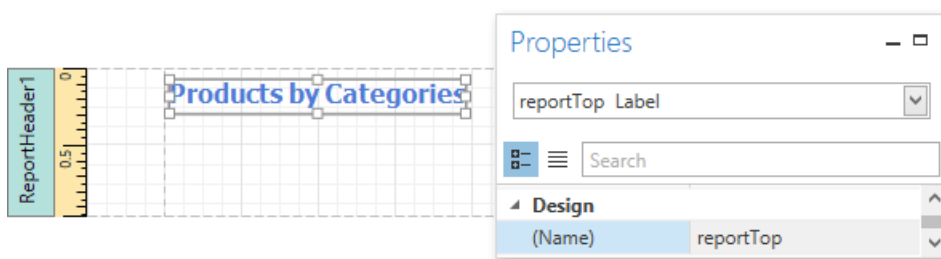 ReportHeader1
0
0.5
Products by Categories
Properties
reportTop Label
Search
Design
(Name) reportTop